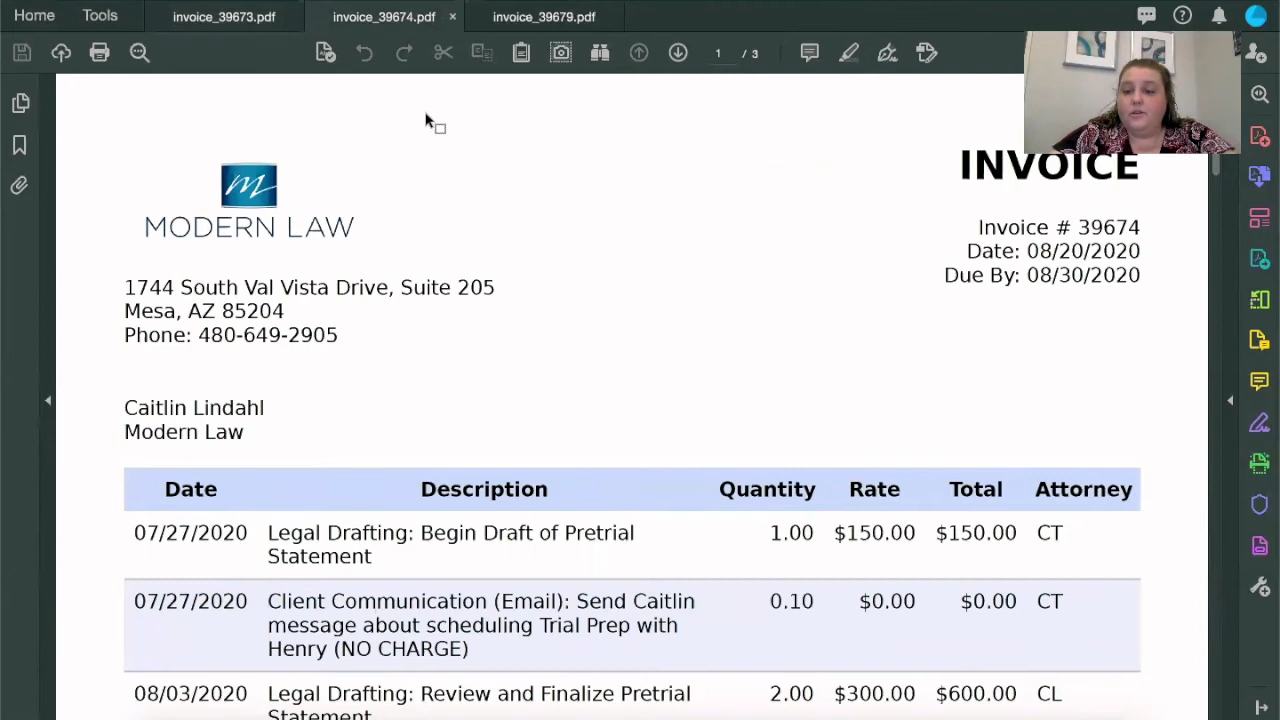 Home Tools invoice_39673.pdf invoice_39674.pdf × invoice_39679.pdf
1 / 3
INVOICE
MODERN LAW
Invoice # 39674
Date: 08/20/2020
Due By: 08/30/2020
1744 South Val Vista Drive, Suite 205
Mesa, AZ 85204
Phone: 480-649-2905
Caitlin Lindahl
Modern Law
Date Description Quantity Rate Total Attorney
07/27/2020 Legal Drafting: Begin Draft of Pretrial 1.00 $150.00 $150.00 CT
Statement
07/27/2020 Client Communication (Email): Send Caitlin 0.10 $0.00 $0.00 CT
message about scheduling Trial Prep with
Henry (NO CHARGE)
08/03/2020 Legal Drafting: Review and Finalize Pretrial 2.00 $300.00 $600.00 CL
Statement